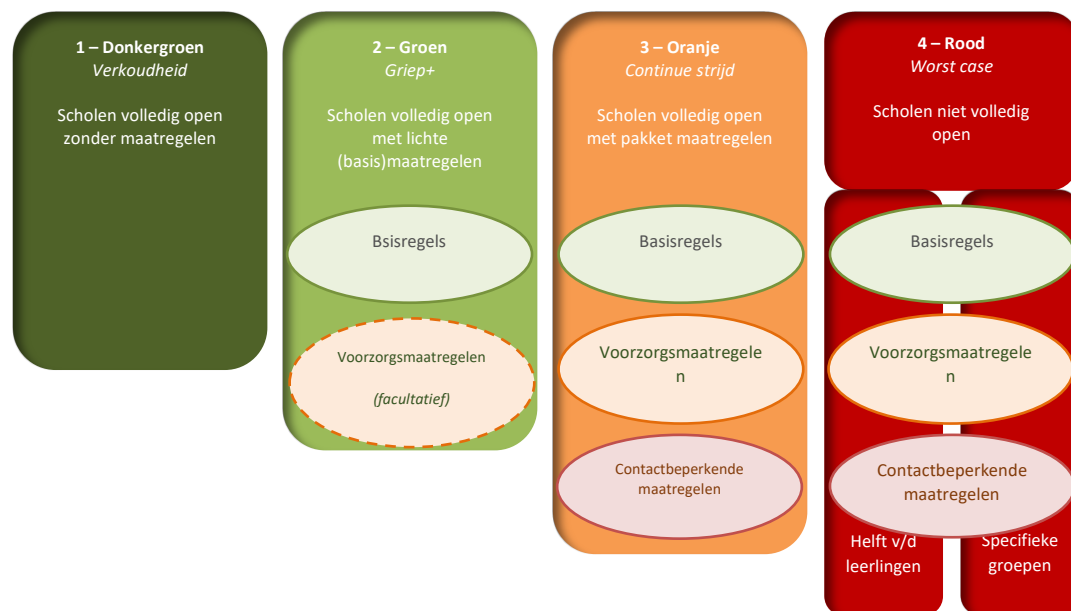 1 – Donkergroen
Verkoudheid
Scholen volledig open
zonder maatregelen
2 – Groen
Griep+
Scholen volledig open
met lichte
(basis)maatregelen
Bsisregels
Voorzorgsmaatregelen
(facultatief)
3 – Oranje
Continue strijd
Scholen volledig open
met pakket maatregelen
Basisregels
Voorzorgsmaatregele
n
Contactbeperkende
maatregelen
4 – Rood
Worst case
Scholen niet volledig
open
Basisregels
Voorzorgsmaatregele
n
Contactbeperkende
maatregelen
Helft v/d
leerlingen
Specifieke
groepen